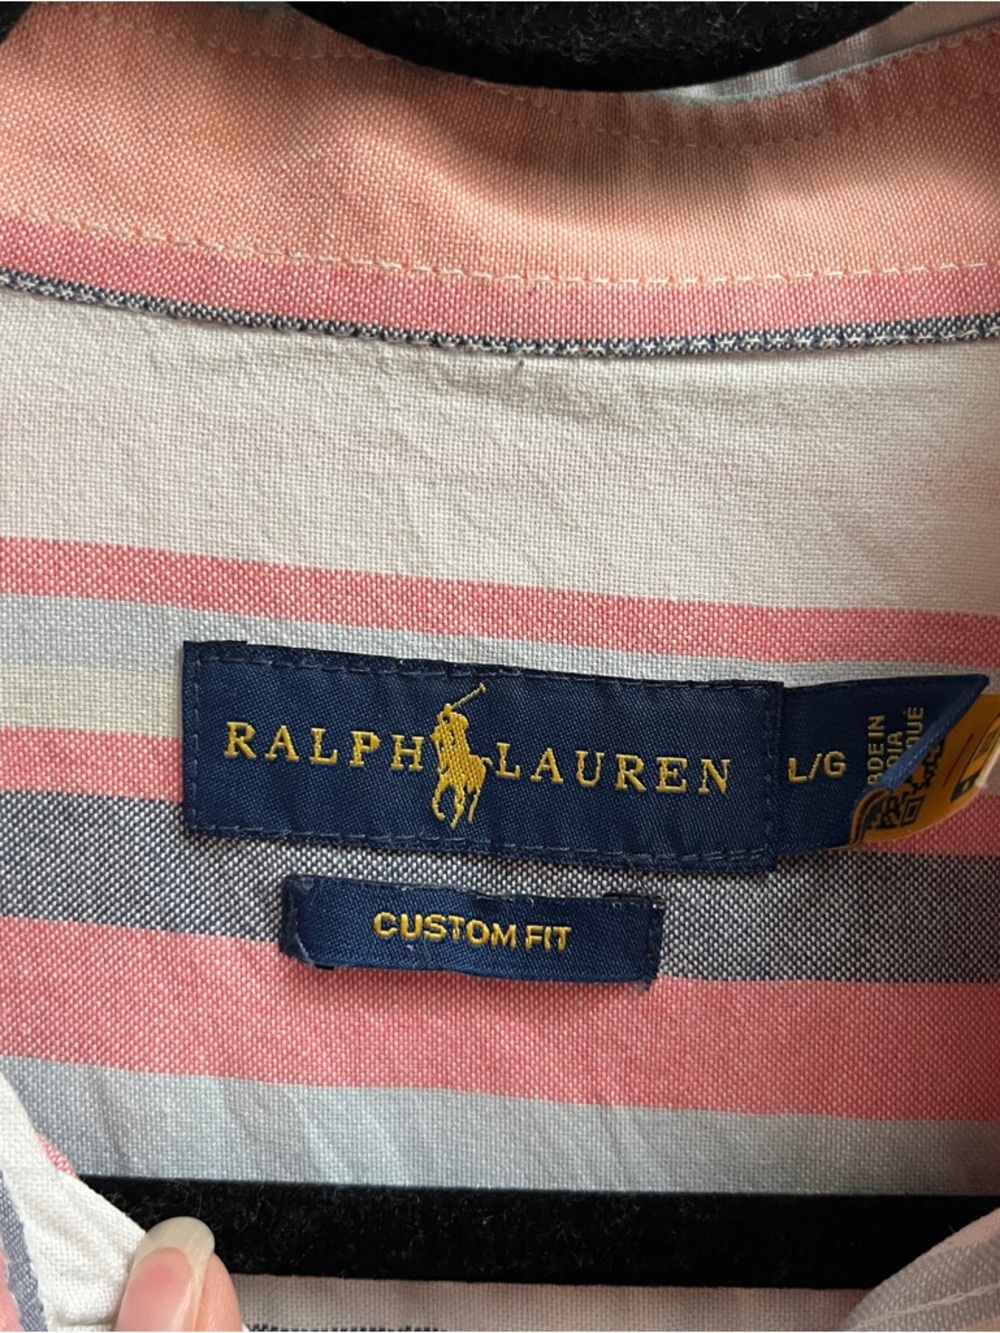 RALPH LAUREN
L/G
CUSTOM FIT